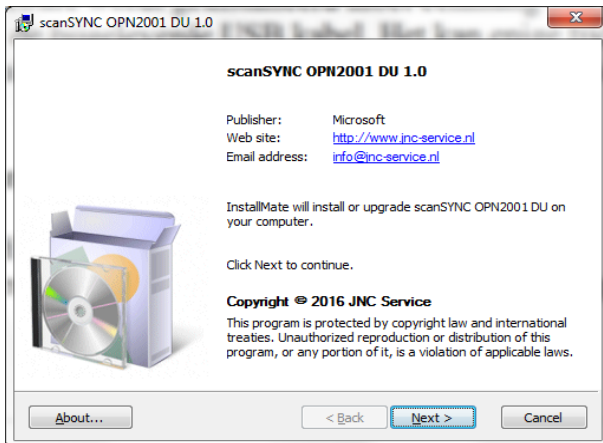 scanSYNC OPN2001 DU 1.0
scanSYNC OPN2001 DU 1.0
Publisher: Microsoft
Web site: http://www.jnc-service.nl
Email address: info@jnc-service.nl
InstallMate will install or upgrade scanSYNC OPN2001 DU on
your computer.
Click Next to continue.
Copyright © 2016 JNC Service
This program is protected by copyright law and international
treaties. Unauthorized reproduction or distribution of this
program, or any portion of it, is a violation of applicable laws.
About... < Back Next > Cancel